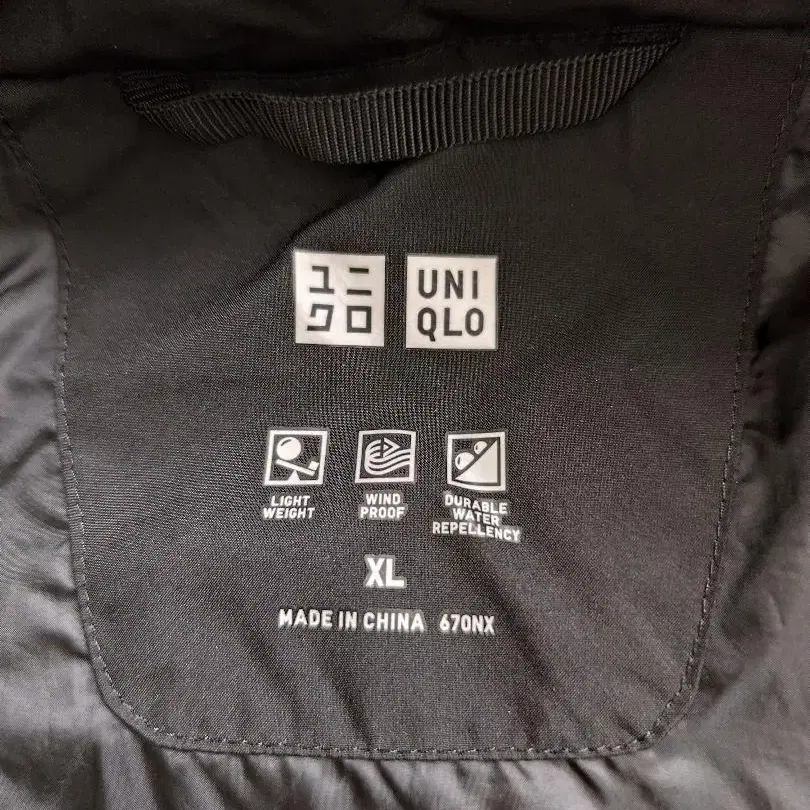 ユニ
クロ
UNI
QLO
LIGHT
WEIGHT
WIND
PROOF
DURABLE
WATER
REPELLENCY
XL
MADE IN CHINA 670NX